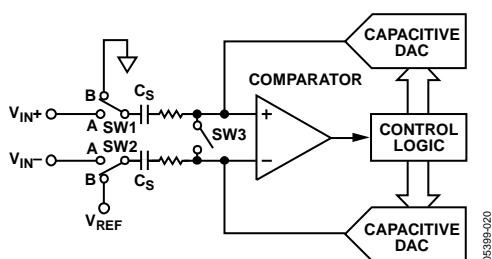 CAPACITIVE
DAC
COMPARATOR
B
CS
VIN+
A
SW1
SW3
CONTROL
LOGIC
VIN–
A
SW2
B
CS
VREF
CAPACITIVE
DAC
+
–
05399-020